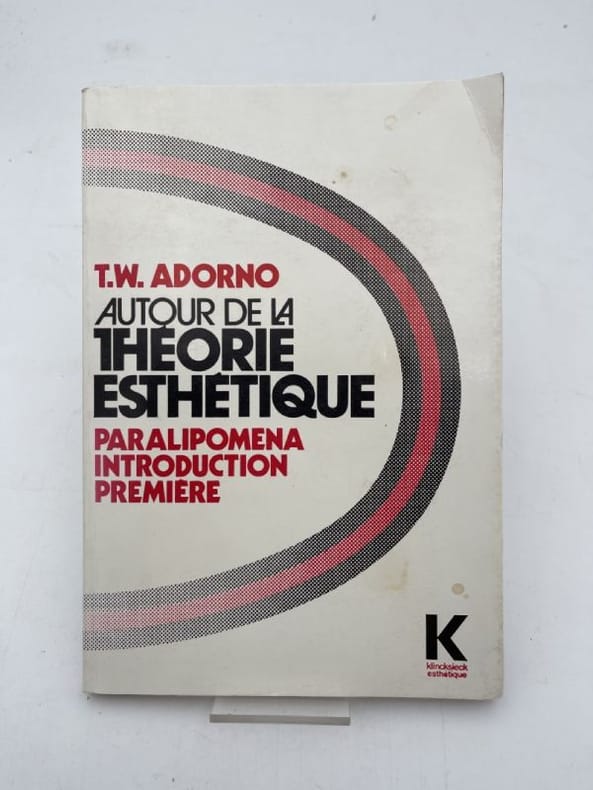 T.W. ADORNO
AUTOUR DE LA
THÉORIE
ESTHÉTIQUE
PARALIPOMENA
INTRODUCTION
PREMIÈRE
K
klincksieck
esthétique